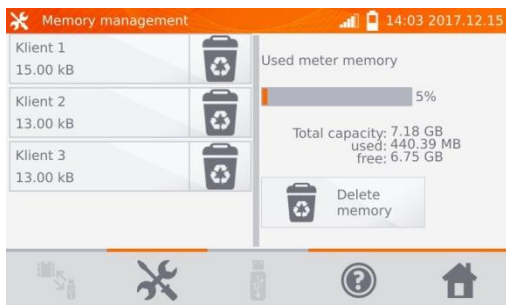 Memory management
14:03 2017.12.15
Klient 1
15.00 kB
Klient 2
13.00 kB
Klient 3
13.00 kB
Used meter memory
5%
Total capacity: 7.18 GB
used: 440.39 MB
free: 6.75 GB
Delete
memory